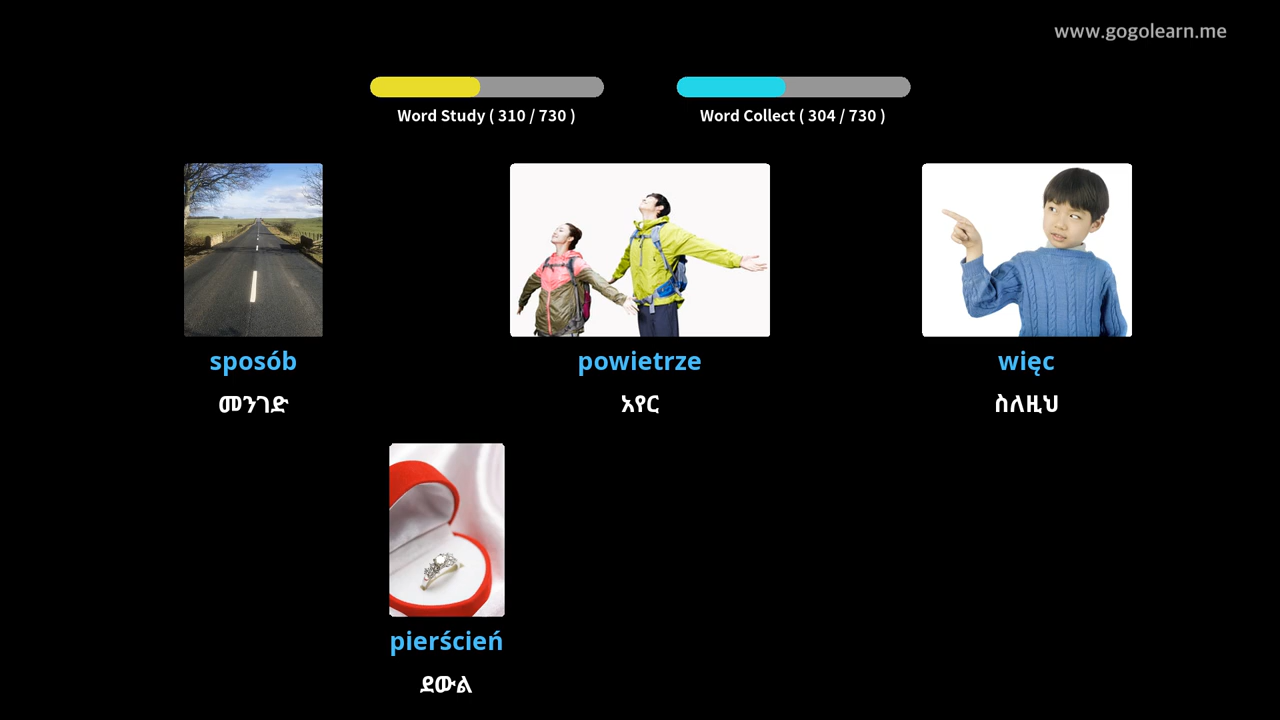 www.gogolearn.me
Word Study ( 310 / 730 )
Word Collect ( 304 / 730 )
sposób
powietrze
więc
መንገድ
አየር
ስለዚህ
pierścień
ደውል